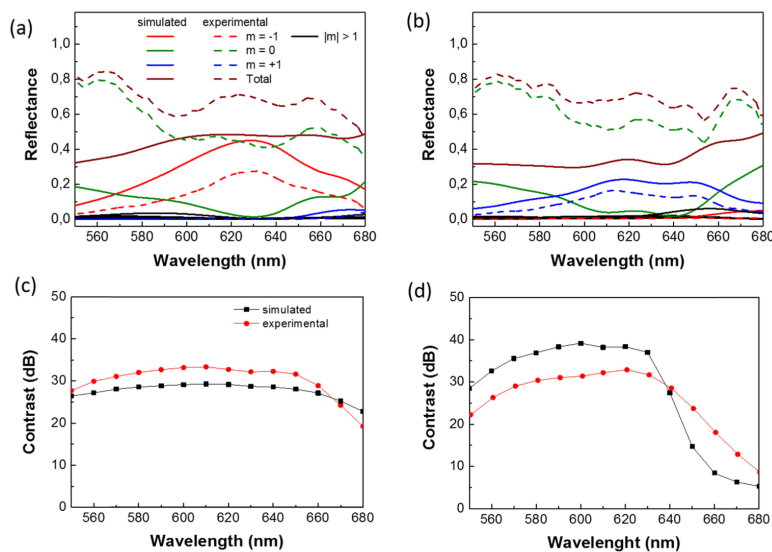 (a)
simulated experimental
m = -1 |m| > 1
m = 0
m = +1
Total
1,0
0,8
0,6
0,4
0,2
0,0
Reflectance
560 580 600 620 640 660 680
Wavelength (nm)
(b)
1,0
0,8
0,6
0,4
0,2
0,0
Reflectance
560 580 600 620 640 660 680
Wavelength (nm)
(c)
simulated
experimental
50
40
30
20
10
0
Contrast (dB)
560 580 600 620 640 660 680
Wavelength (nm)
(d)
50
40
30
20
10
0
Contrast (dB)
560 580 600 620 640 660 680
Wavelenght (nm)